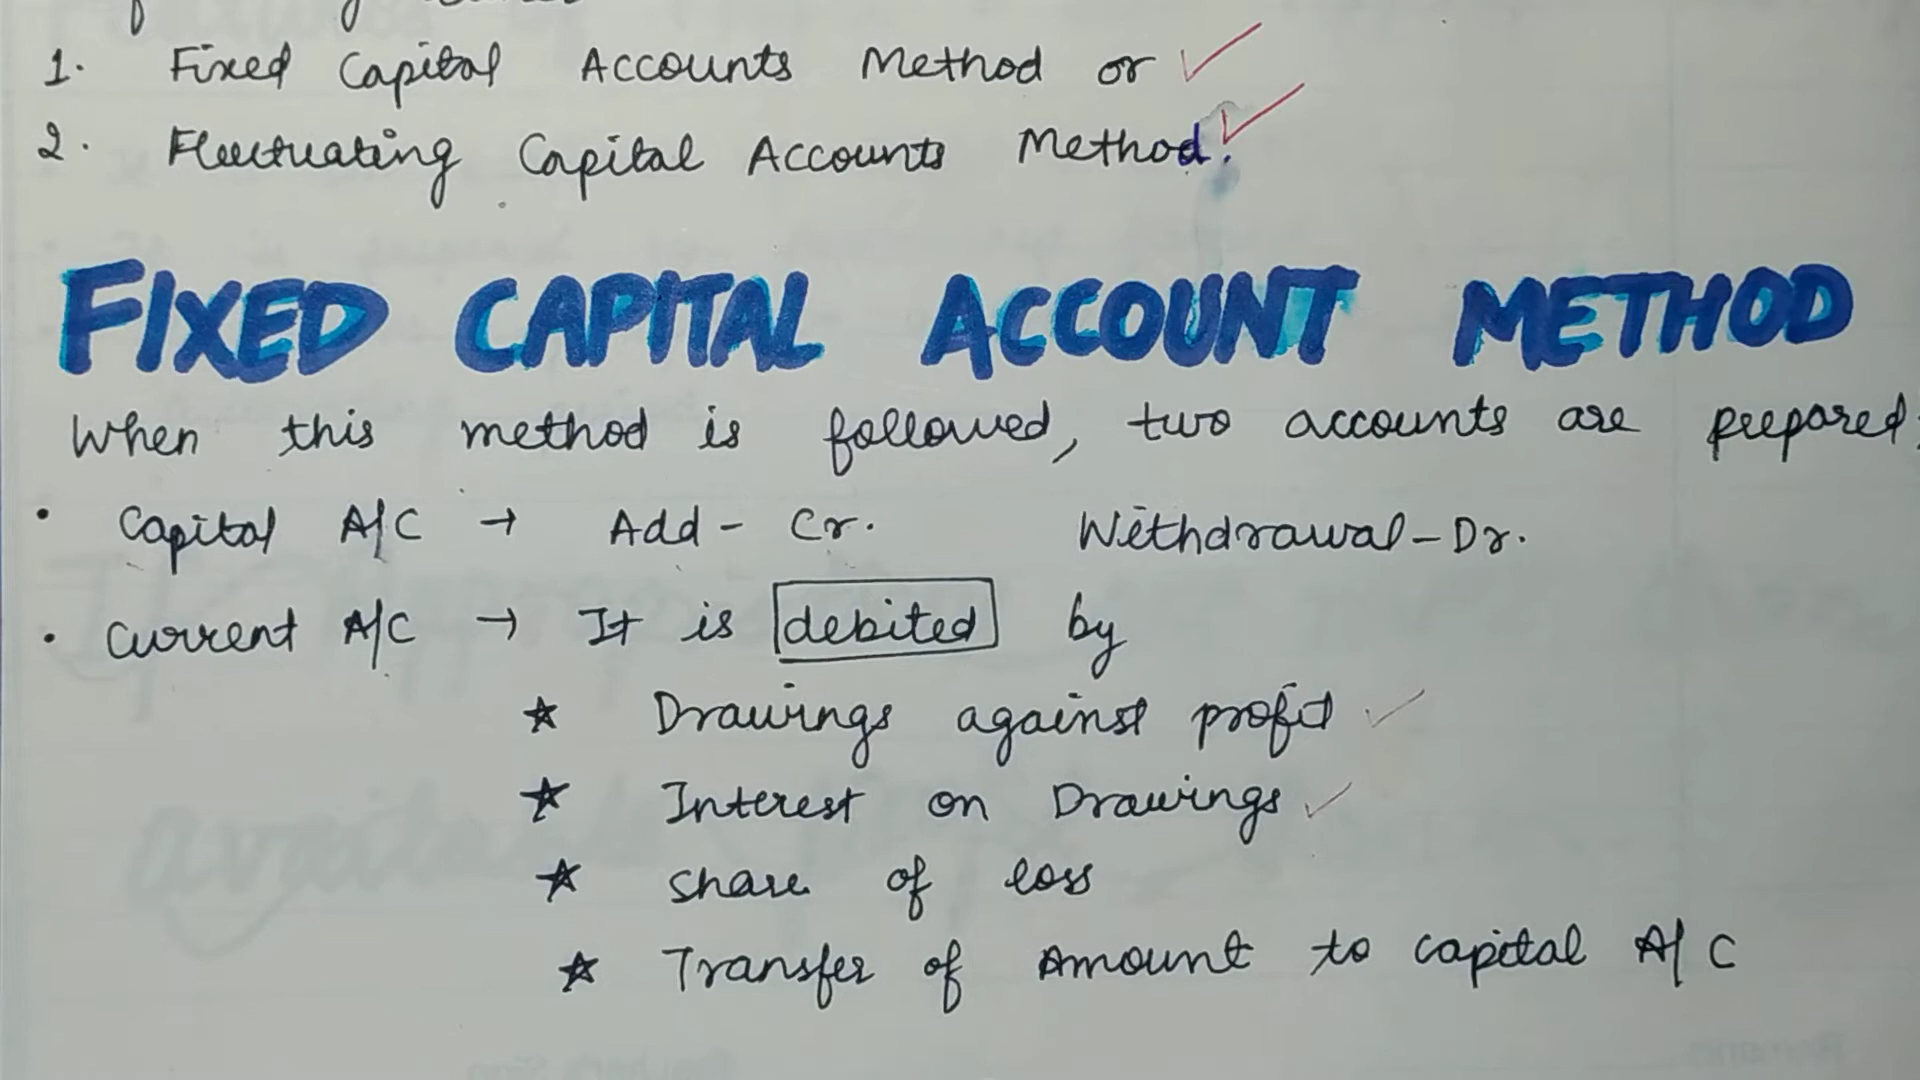 1. Fixed Capital Accounts Method or
2. Fluctuating Capital Accounts Method.
FIXED CAPITAL ACCOUNT METHOD
When this method is followed, two accounts are prepared:
• Capital A/C → Add - Cr. Withdrawal - Dr.
• Current A/C → It is debited by
★ Drawings against profit
★ Interest on Drawings
★ Share of loss
★ Transfer of Amount to capital A/C